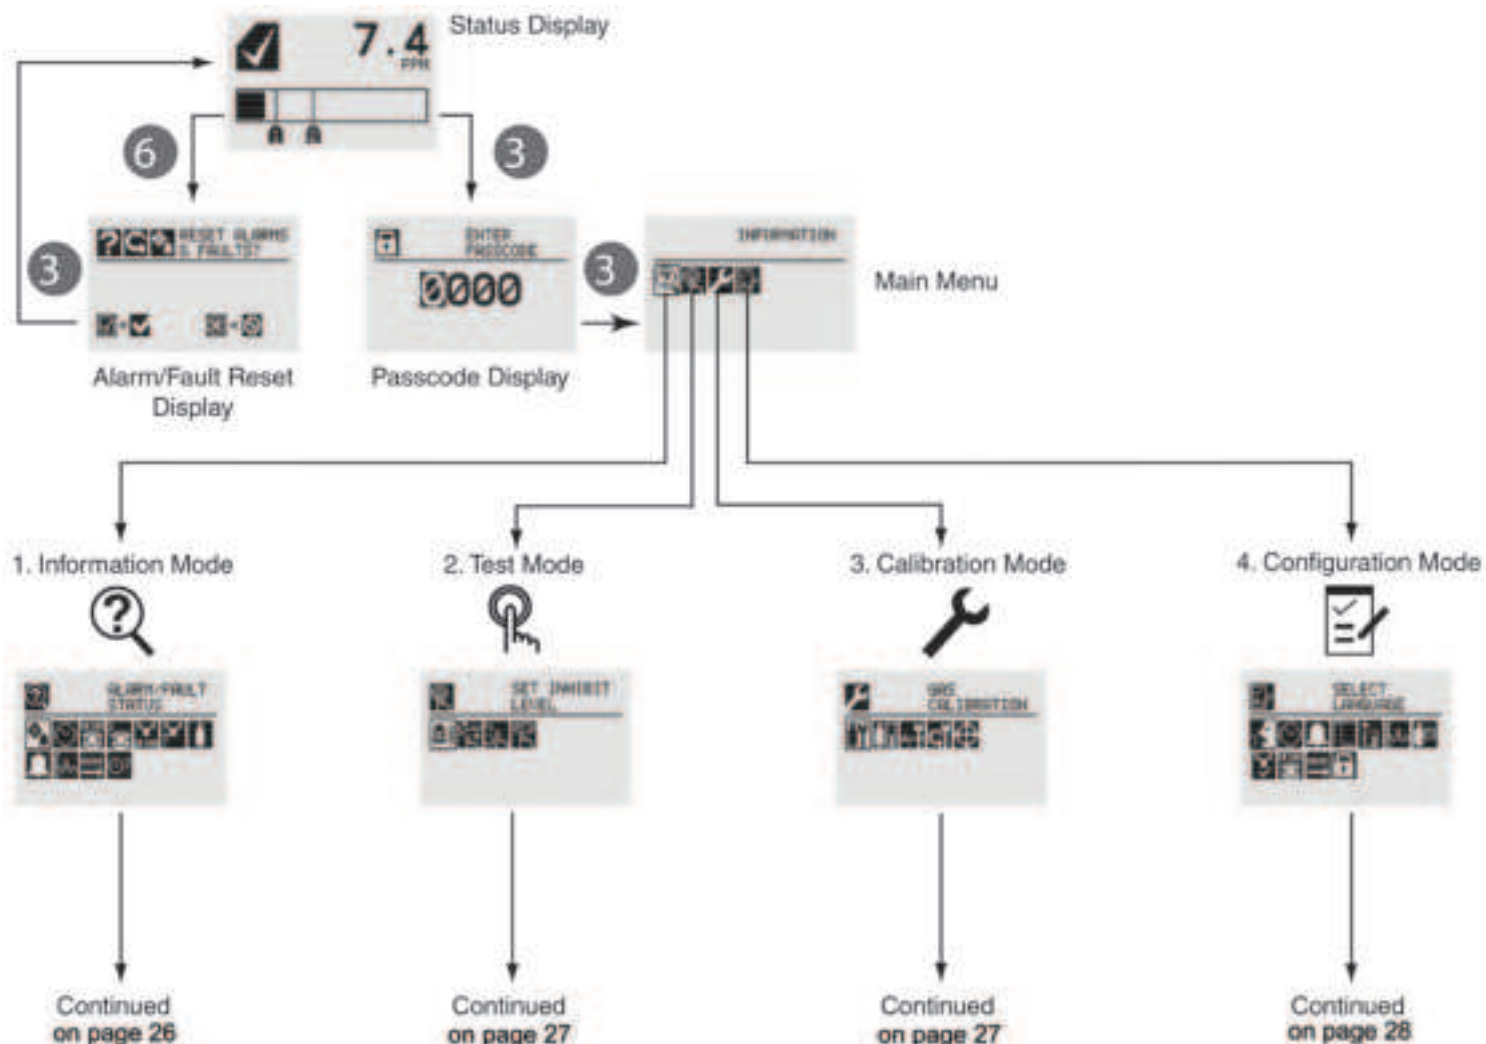 Status Display
7.4
PPM
6
3
RESET ALARMS
& FAULTS?
ENTER
PASSCODE
INFORMATION
3
3
0000
Main Menu
Alarm/Fault Reset
Display
Passcode Display
1. Information Mode
2. Test Mode
3. Calibration Mode
4. Configuration Mode
ALARM/FAULT
STATUS
SET INHIBIT
LEVEL
GAS
CALIBRATION
SELECT
LANGUAGE
Continued
on page 26
Continued
on page 27
Continued
on page 27
Continued
on page 28